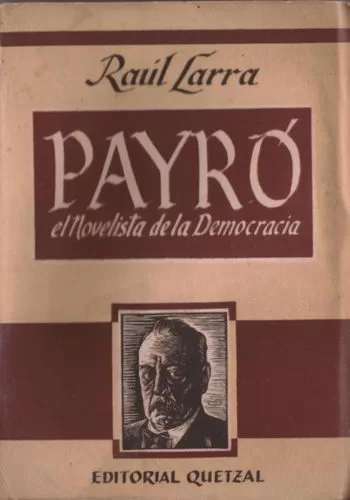 Raúl Larra
PAYRÓ
el Novelista de la Democracia
EDITORIAL QUETZAL